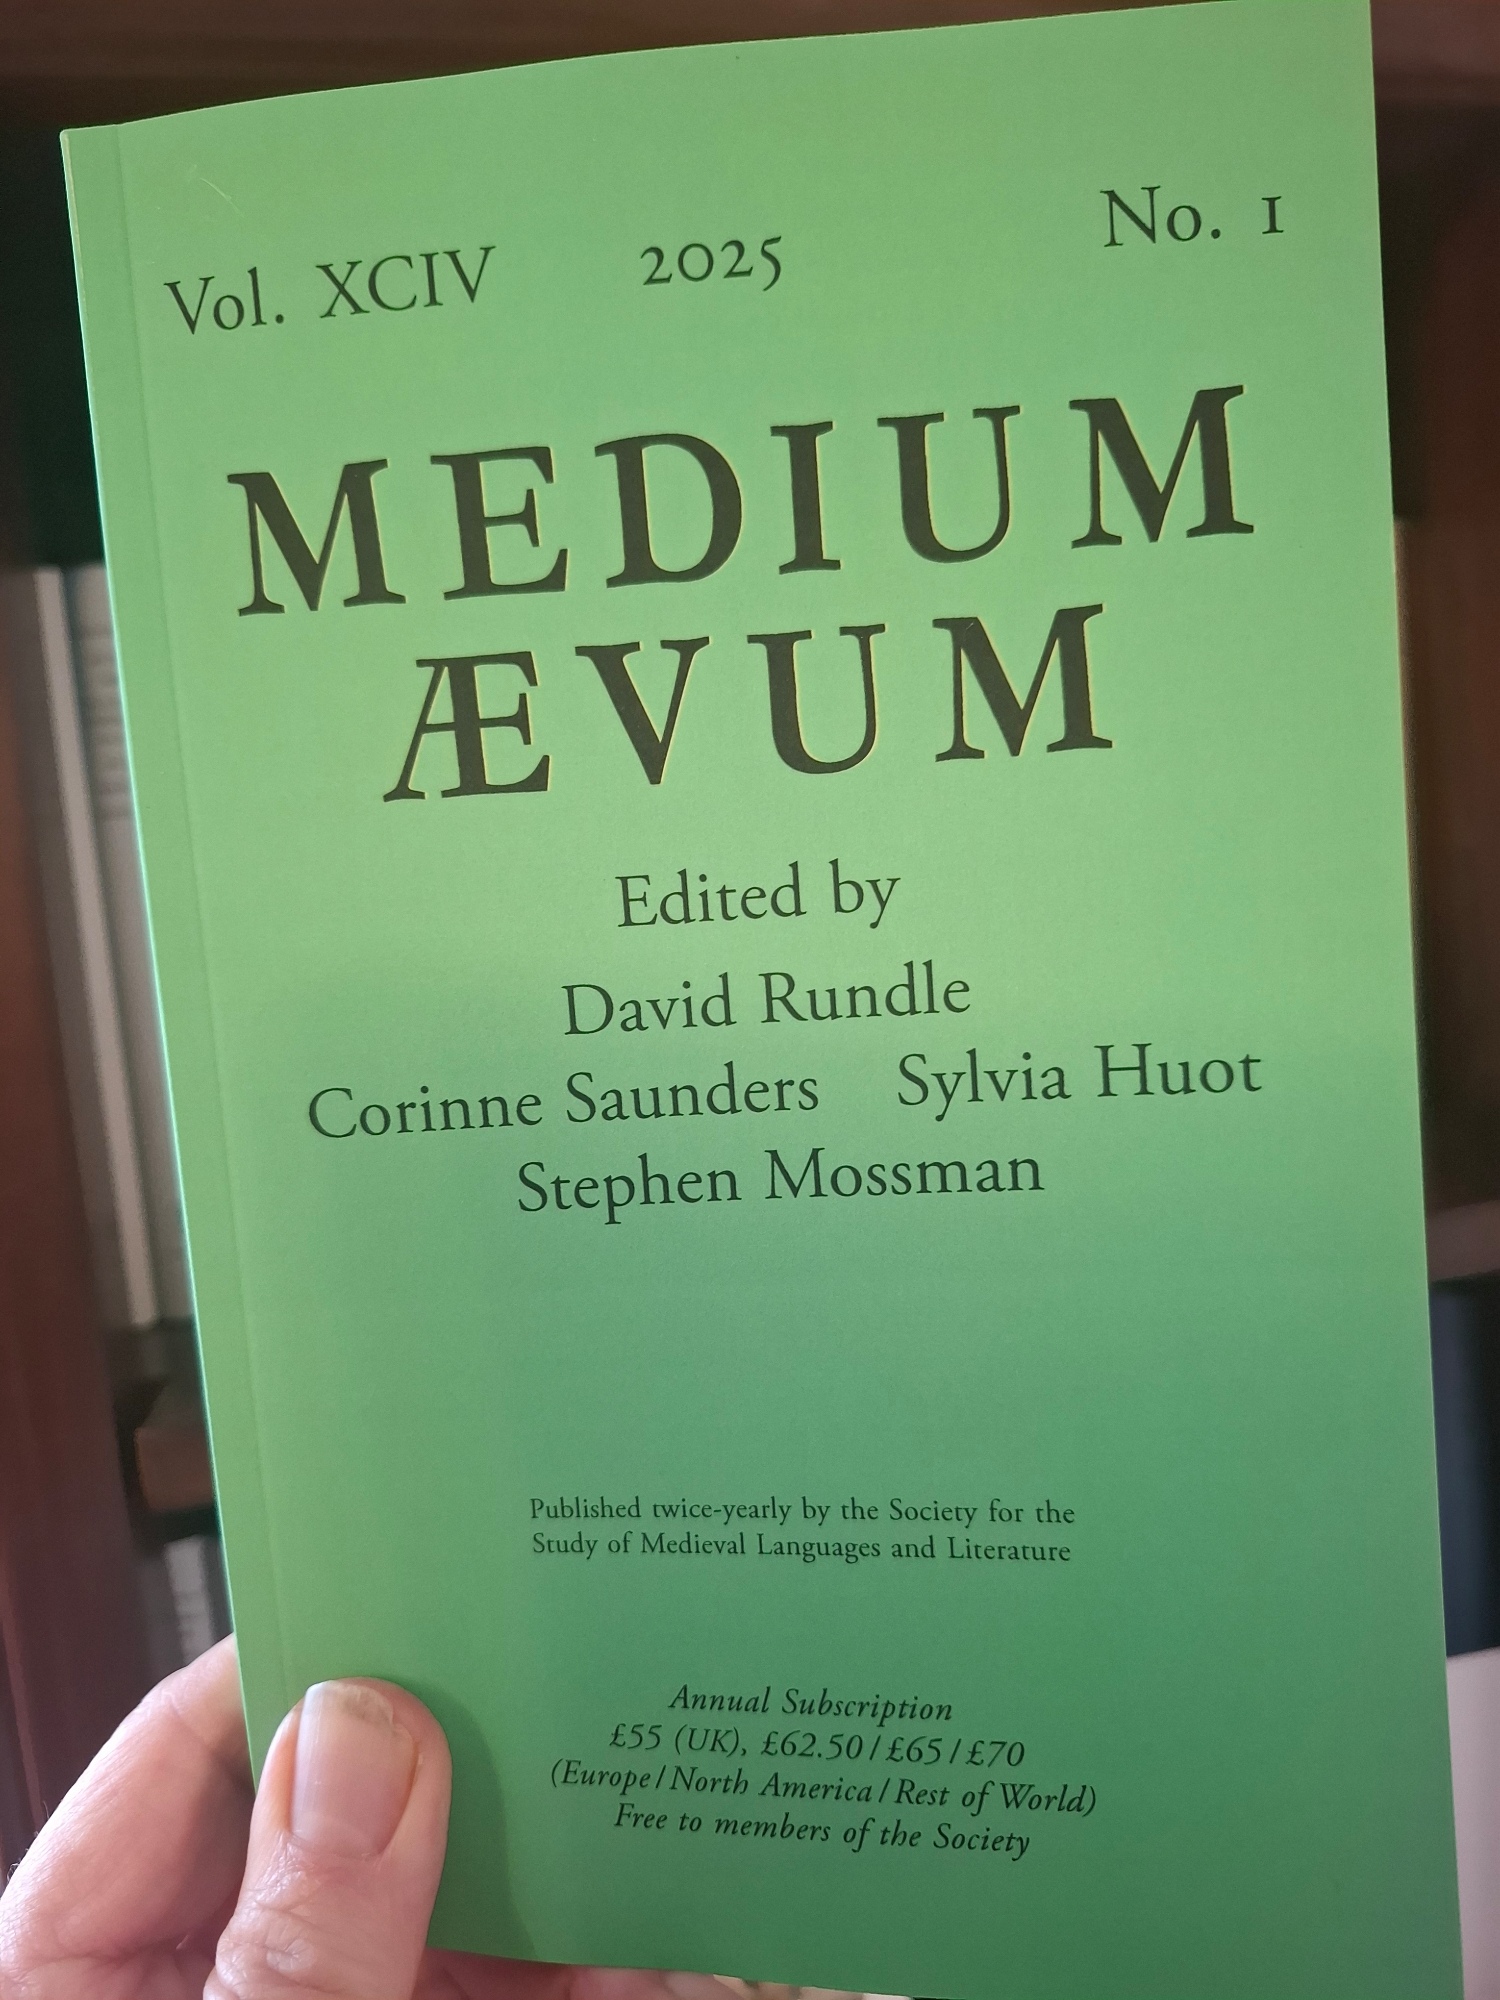 Vol. XCIV 2025 No. 1
MEDIUM
ÆVUM
Edited by
David Rundle
Corinne Saunders Sylvia Huot
Stephen Mossman
Published twice-yearly by the Society for the
Study of Medieval Languages and Literature
Annual Subscription
£55 (UK), £62.50/£65/£70
(Europe/North America/Rest of World)
Free to members of the Society